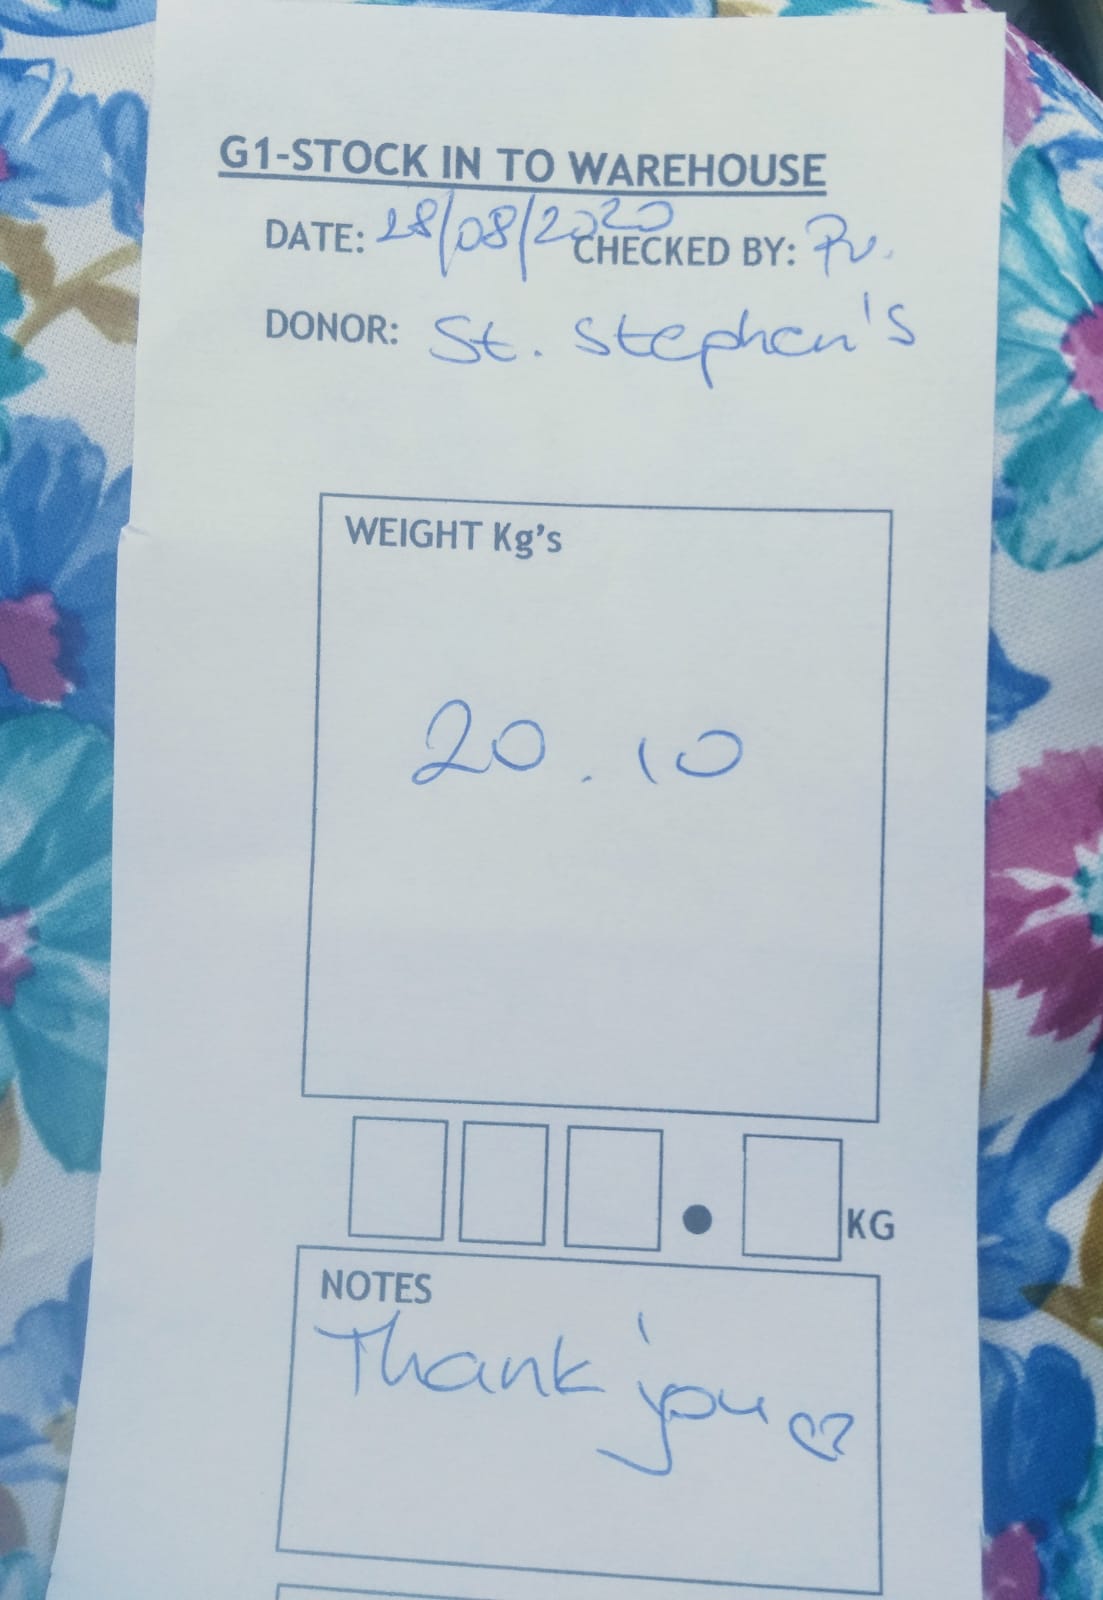 G1-STOCK IN TO WAREHOUSE
DATE: 28/08/2020 CHECKED BY: PV.
DONOR: St. Stephen's
WEIGHT Kg's
20.10
. KG
NOTES
Thank you ♡